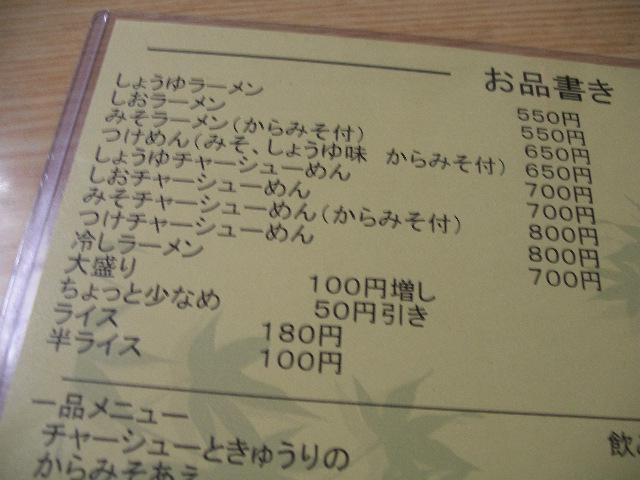 お品書き
しょうゆラーメン 550円
しおラーメン 550円
みそラーメン(からみそ付) 650円
つけめん(みそ、しょうゆ味 からみそ付) 650円
しょうゆチャーシューめん 700円
しおチャーシューめん 700円
みそチャーシューめん(からみそ付) 800円
つけチャーシューめん 800円
冷しラーメン 700円
大盛り 100円増し
ちょっと少なめ 50円引き
ライス 180円
半ライス 100円
一品メニュー
チャーシューときゅうりの
からみそあえ
飲